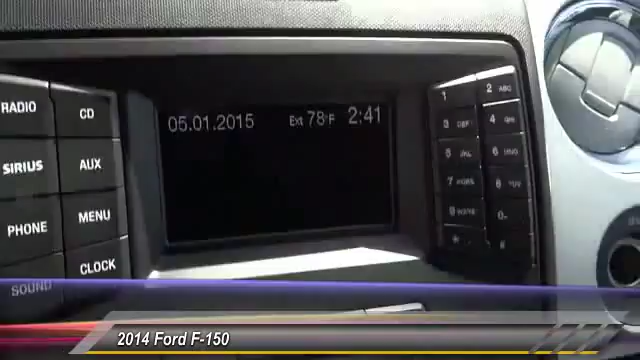 RADIO CD
SIRIUS AUX
PHONE MENU
SOUND CLOCK
05.01.2015 Ext 78°F 2:41
1 2 ABC
3 DEF 4 GHI
5 JKL 6 MNO
7 PQRS 8 TUV
9 WXYZ 0
* #
2014 Ford F-150